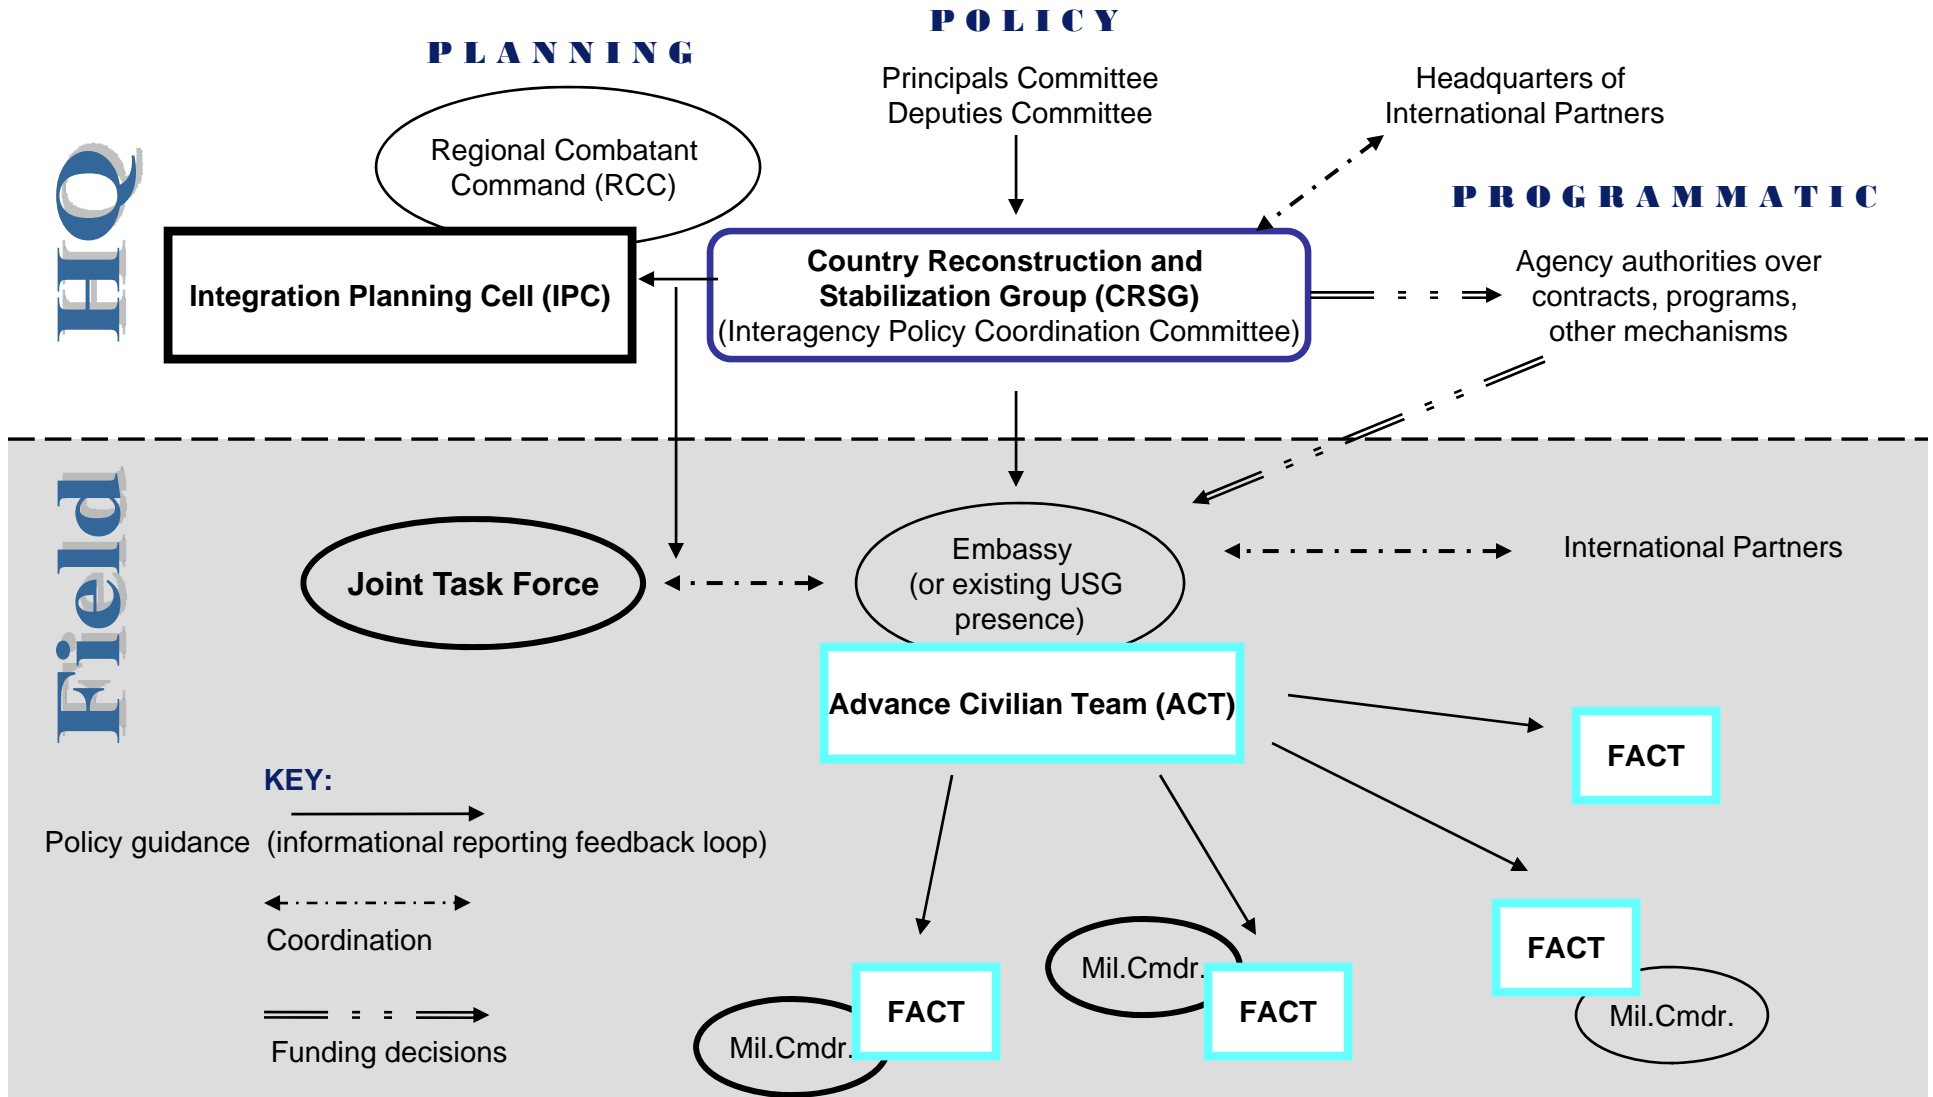 POLICY
PLANNING
Principals Committee
Deputies Committee
Headquarters of
International Partners
HQ
Regional Combatant
Command (RCC)
PROGRAMMATIC
Integration Planning Cell (IPC)
Country Reconstruction and
Stabilization Group (CRSG)
(Interagency Policy Coordination Committee)
Agency authorities over
contracts, programs,
other mechanisms
Field
Joint Task Force
Embassy
(or existing USG
presence)
International Partners
Advance Civilian Team (ACT)
FACT
KEY:
Policy guidance (informational reporting feedback loop)
Coordination
Funding decisions
Mil.Cmdr.
FACT
Mil.Cmdr.
FACT
FACT
Mil.Cmdr.